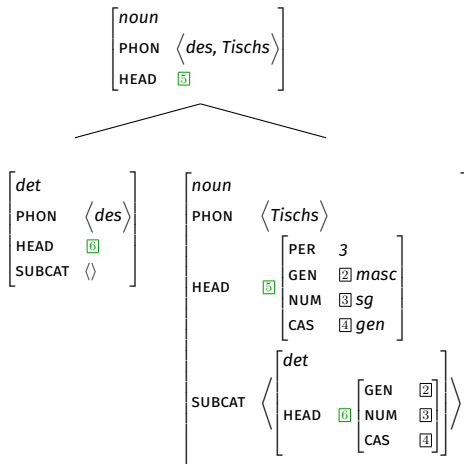 noun
PHON ⟨des, Tischs⟩
HEAD 5
det
PHON ⟨des⟩
HEAD 6
SUBCAT ⟨⟩
noun
PHON ⟨Tischs⟩
HEAD 5
PER 3
GEN 2 masc
NUM 3 sg
CAS 4 gen
SUBCAT
det
HEAD 6
GEN 2
NUM 3
CAS 4